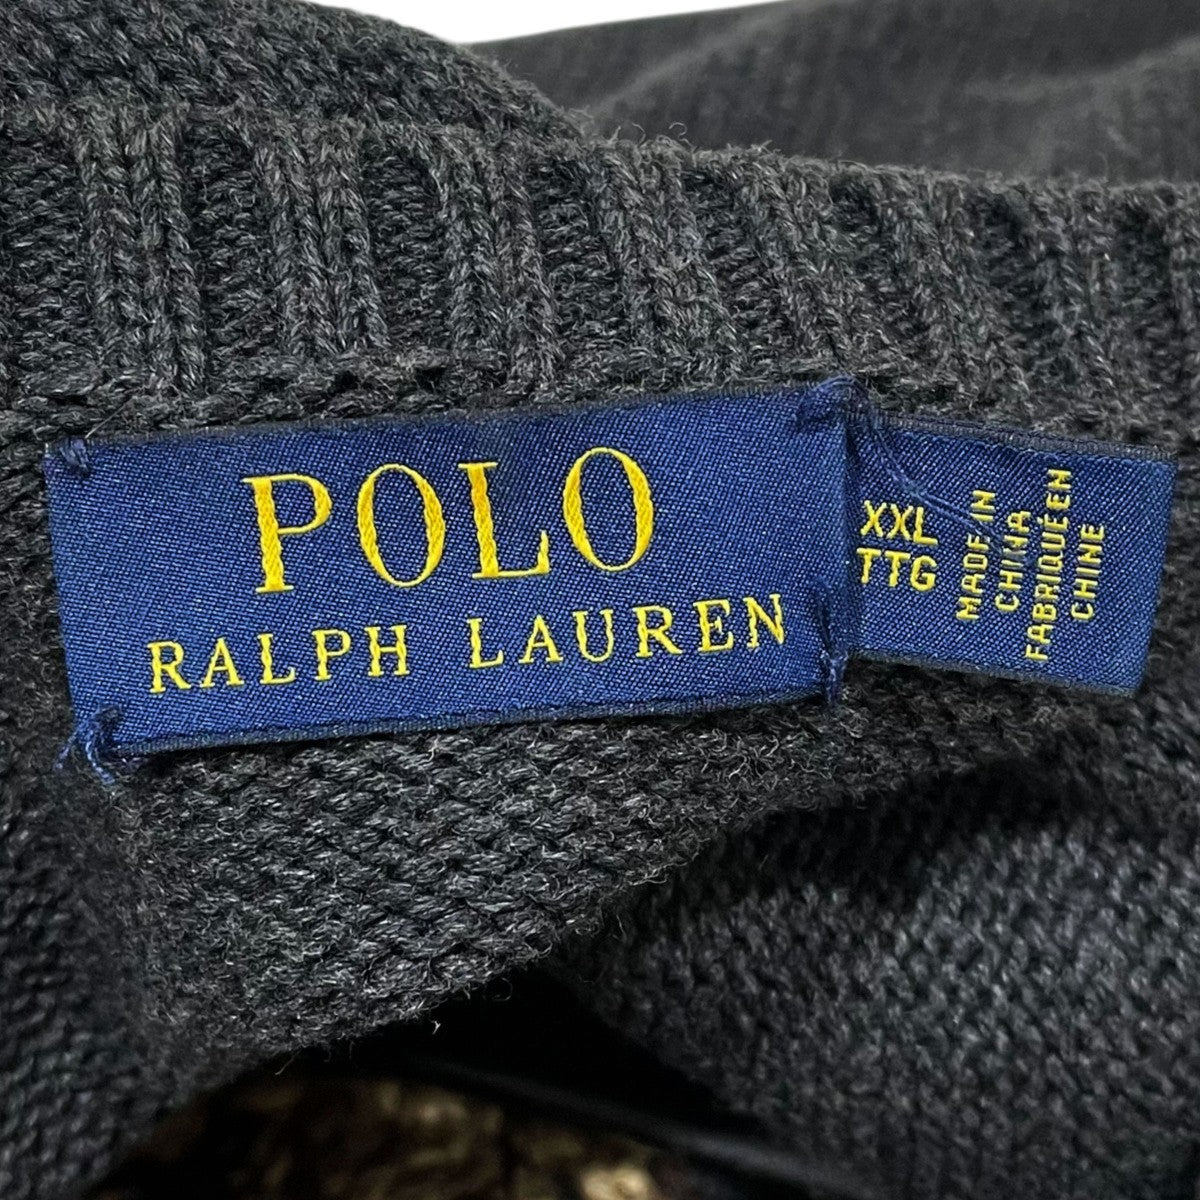 POLO
RALPH LAUREN
XXL
TTG
MADE IN
CHINA
FABRIQUÉ EN
CHINE